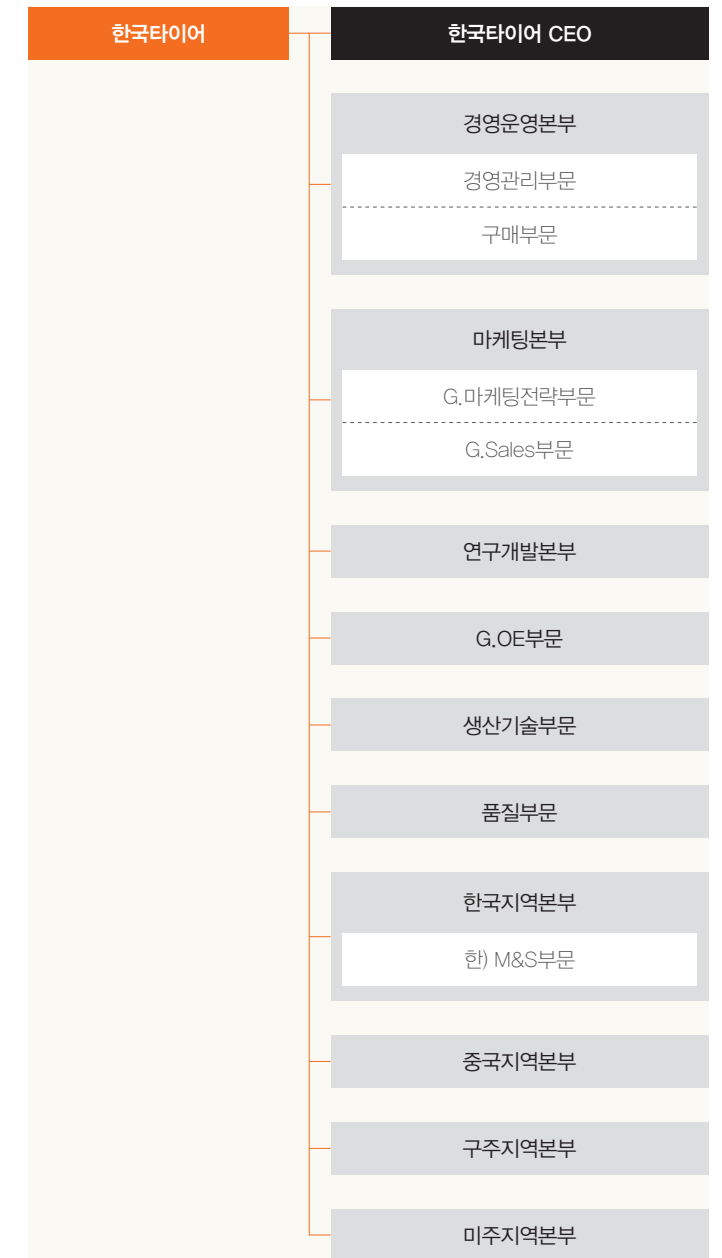 한국타이어
한국타이어 CEO
경영운영본부
경영관리부문
구매부문
마케팅본부
G.마케팅전략부문
G.Sales부문
연구개발본부
G.OE부문
생산기술부문
품질부문
한국지역본부
한) M&S부문
중국지역본부
구주지역본부
미주지역본부